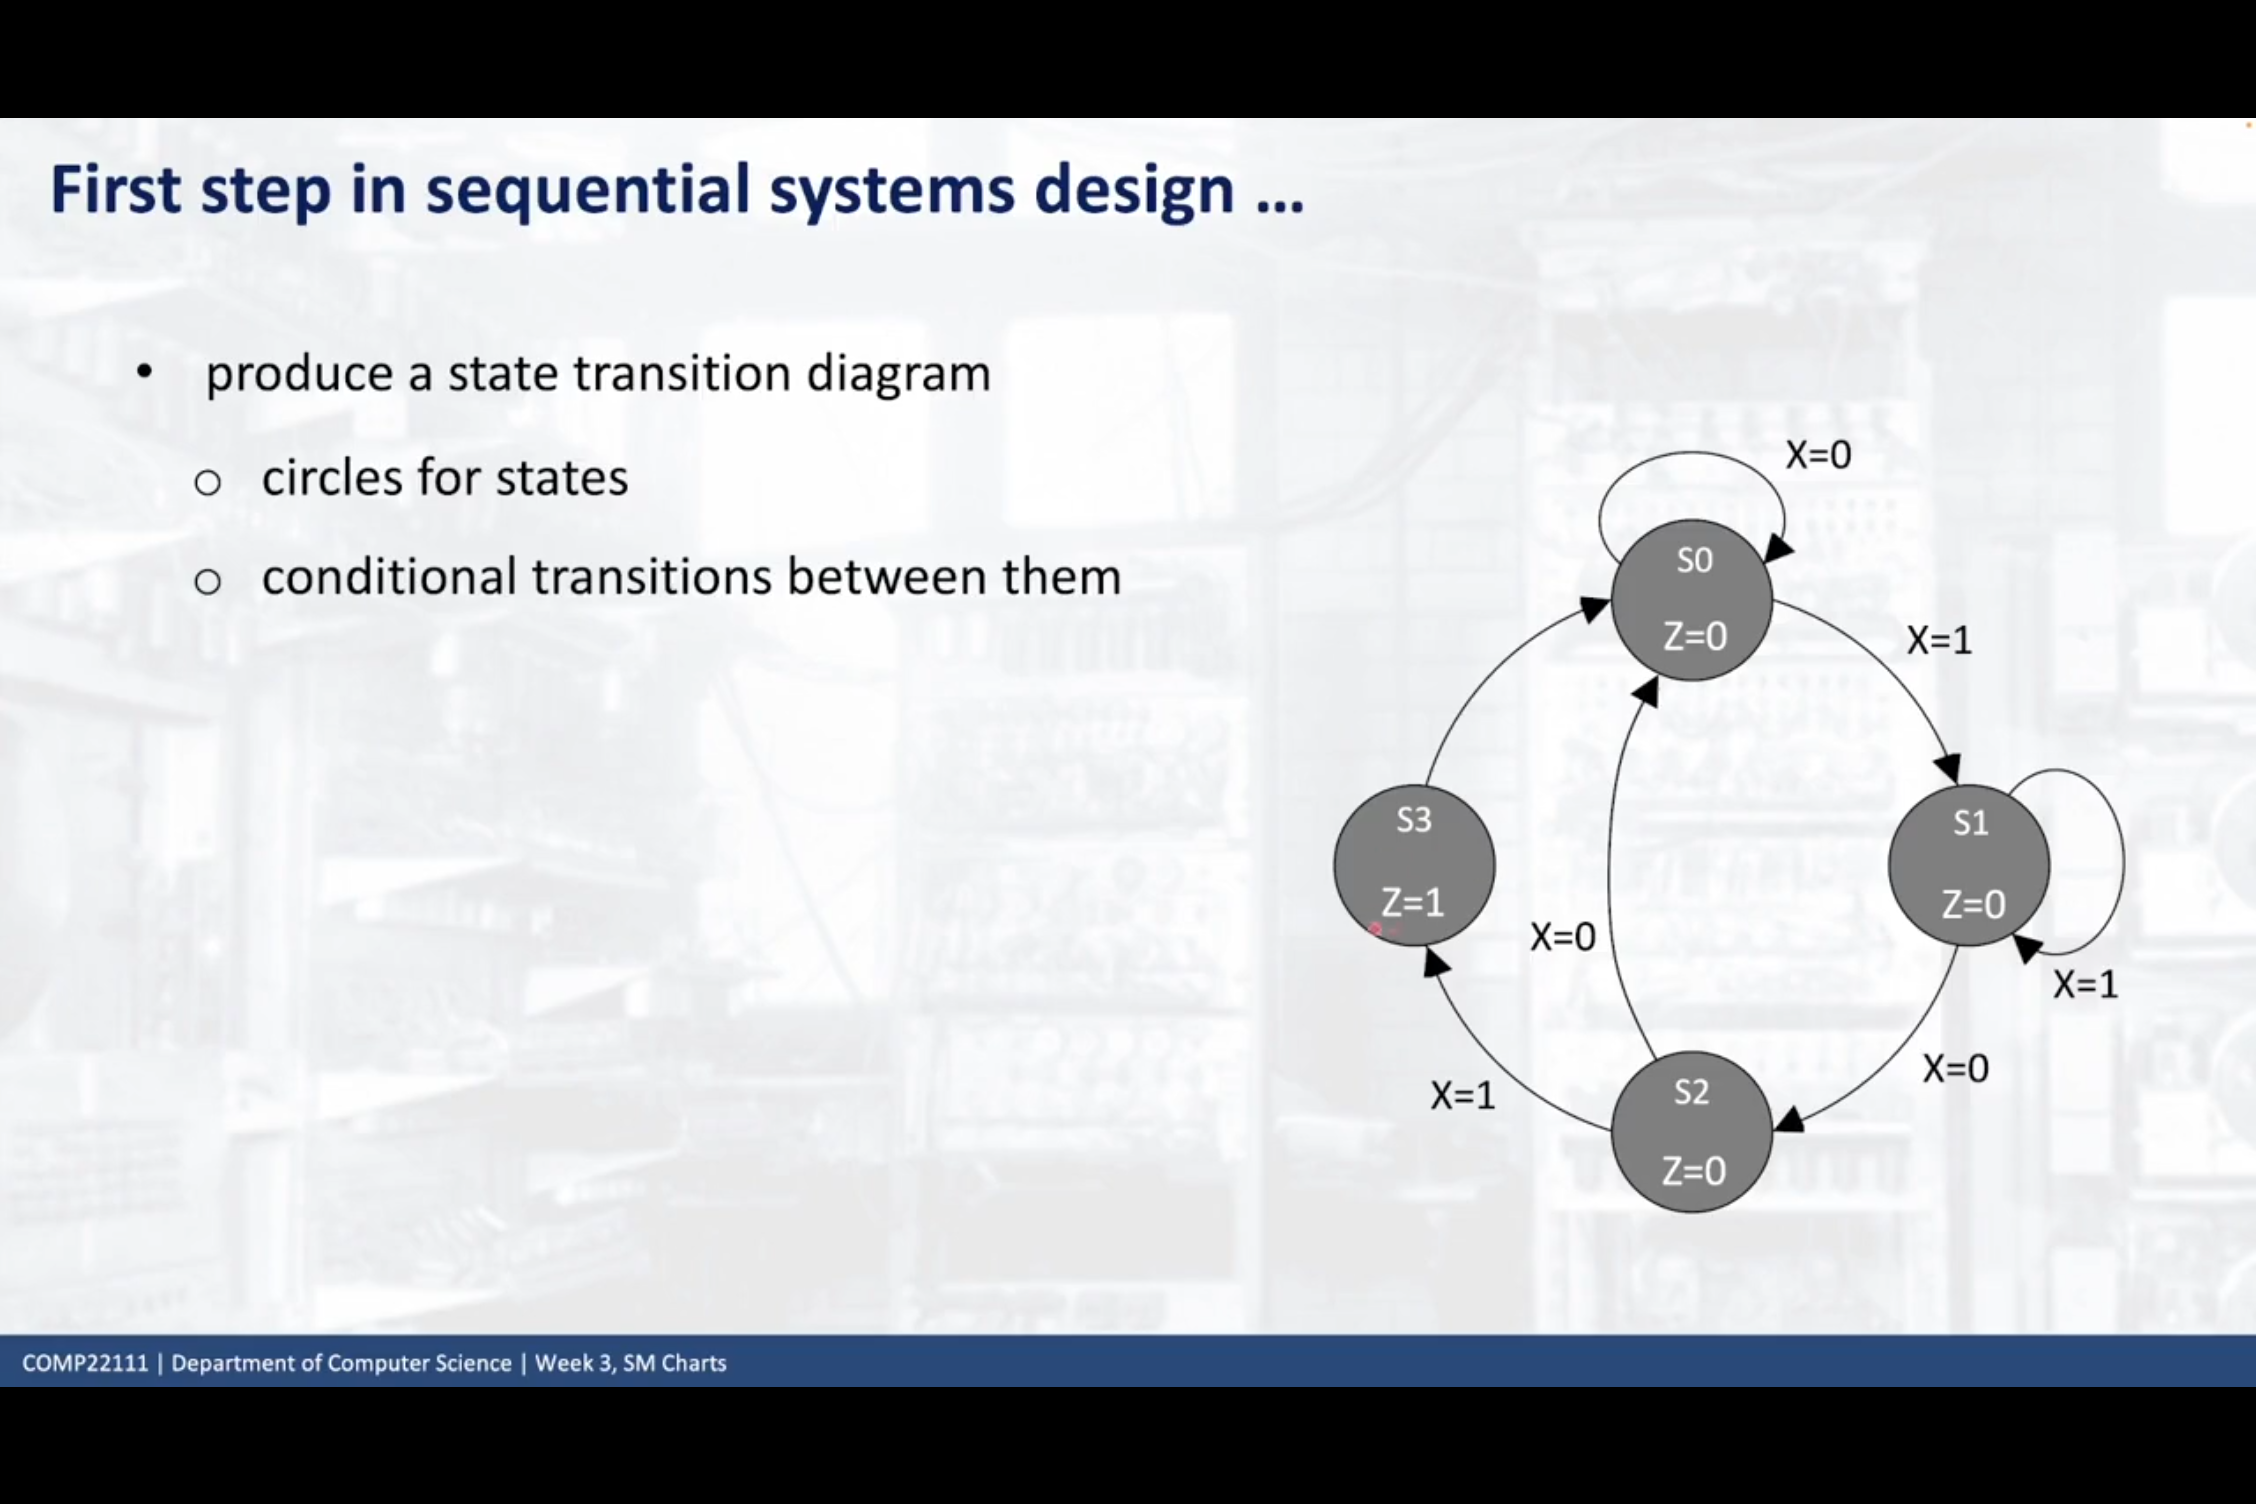 First step in sequential systems design ...
• produce a state transition diagram
o circles for states
o conditional transitions between them
X=0
S0
Z=0
X=1
S3
Z=1
S1
Z=0
X=0
X=1
X=1
X=0
S2
Z=0
COMP22111 | Department of Computer Science | Week 3, SM Charts